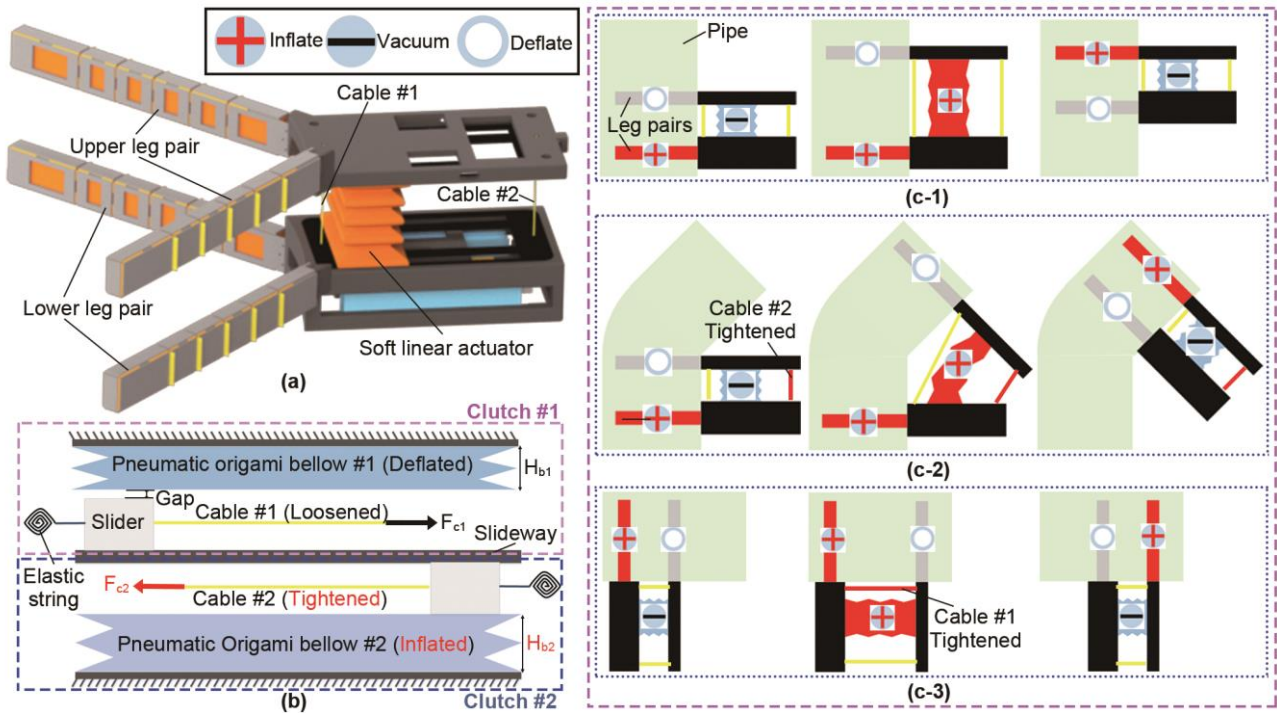 Inflate
Vacuum
Deflate
Cable #1
Upper leg pair
Cable #2
Lower leg pair
Soft linear actuator
(a)
Clutch #1
Pneumatic origami bellow #1 (Deflated)
Hb1
Gap
Slider
Cable #1 (Loosened)
Fc1
Slideway
Elastic
string
Fc2
Cable #2 (Tightened)
Pneumatic Origami bellow #2 (Inflated)
Hb2
(b)
Clutch #2
Pipe
Leg pairs
(c-1)
Cable #2
Tightened
(c-2)
Cable #1
Tightened
(c-3)